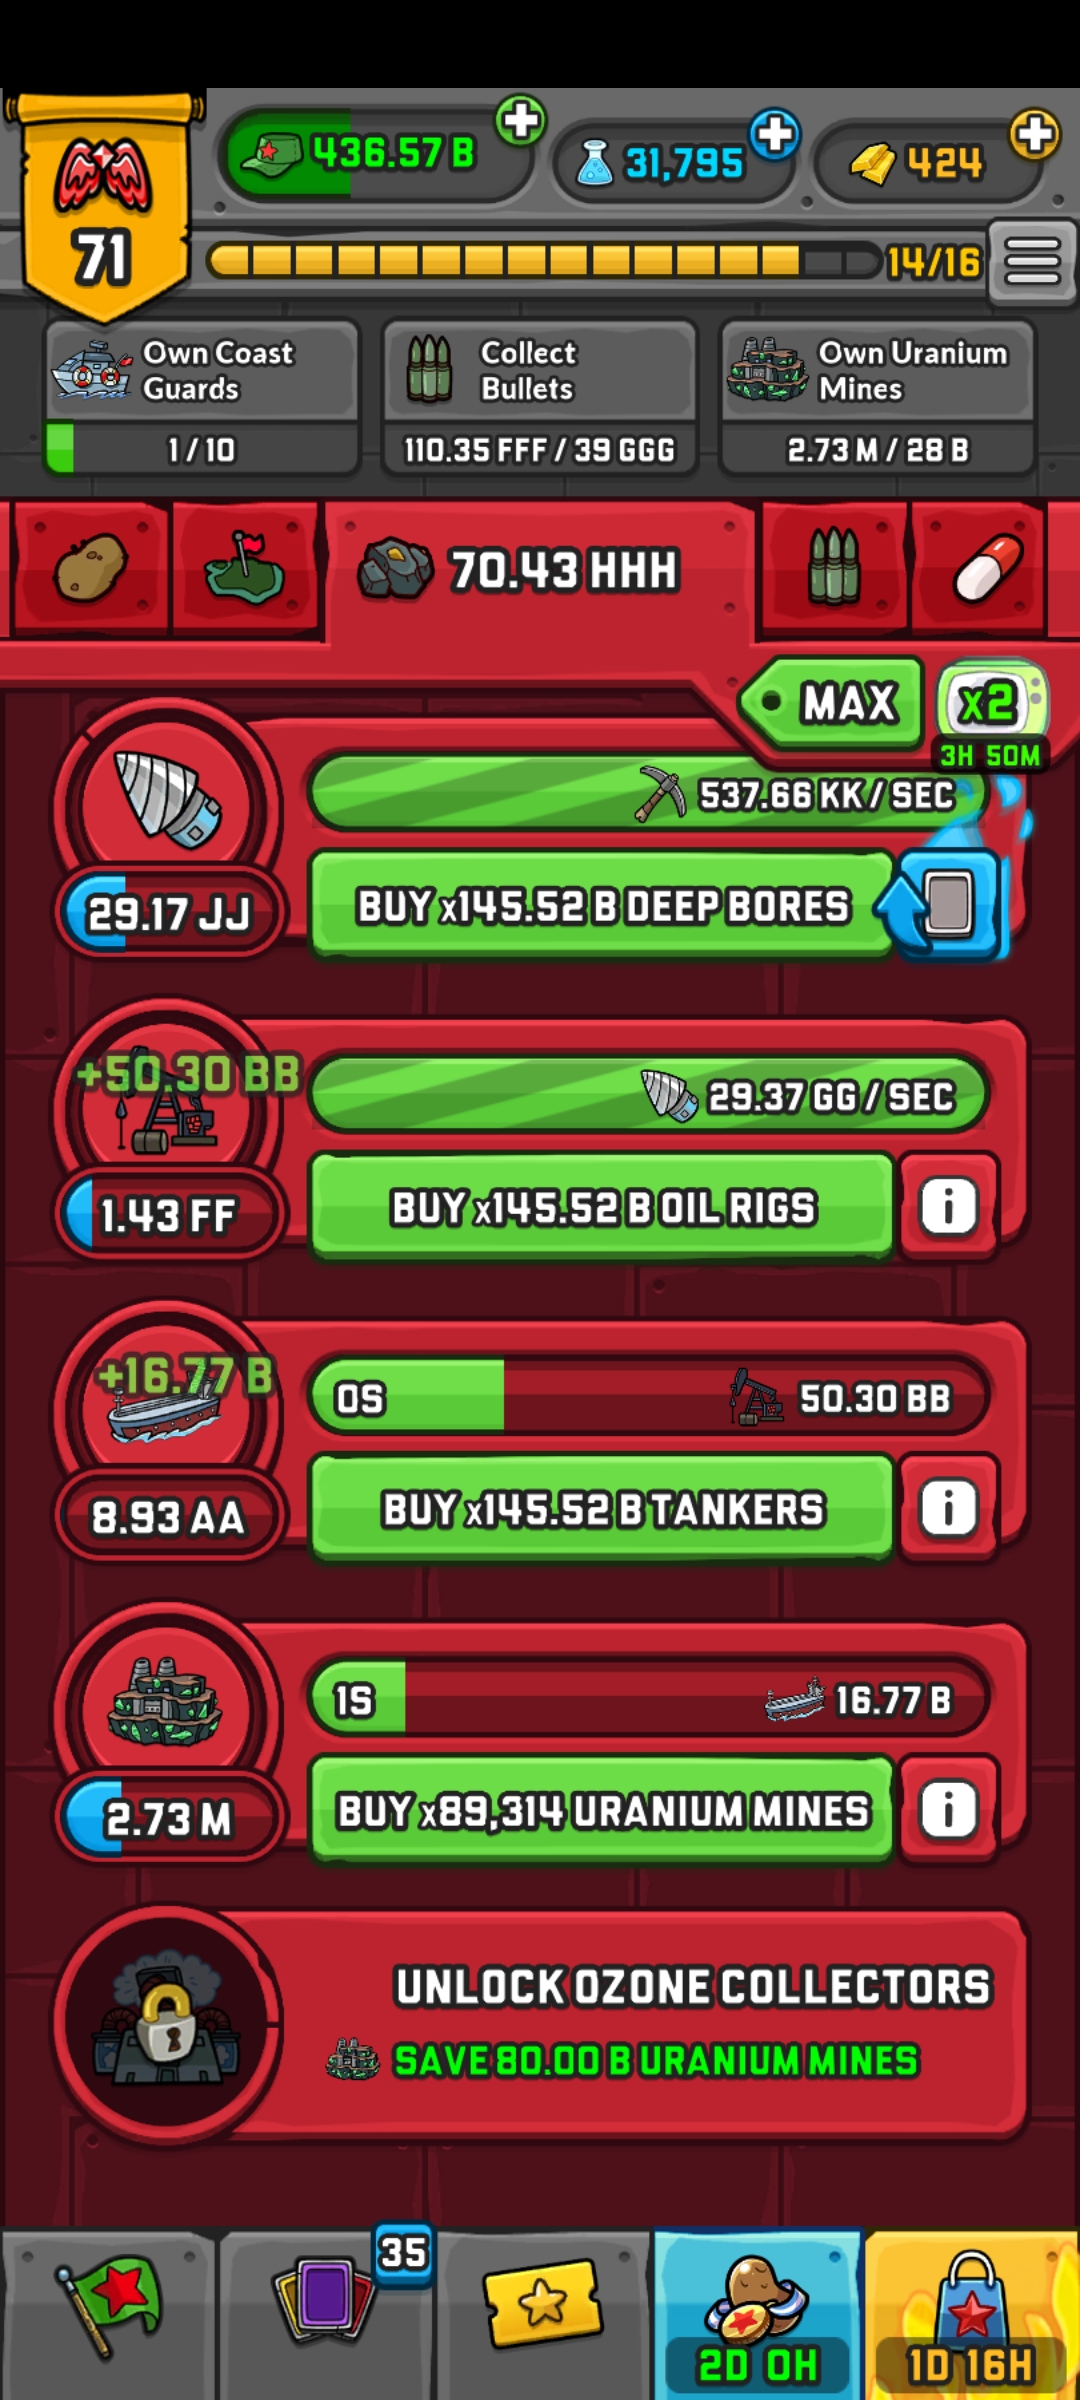 71
436.57 B
31,795
424
14/16
Own Coast
Guards
1/10
Collect
Bullets
110.35 FFF / 39 GGG
Own Uranium
Mines
2.73 M / 28 B
70.43 HHH
MAX
x2
3H 50M
537.66 KK/SEC
29.17 JJ
BUY x145.52 B DEEP BORES
+50.30 BB
29.37 GG/SEC
1.43 FF
BUY x145.52 B OIL RIGS
i
+16.77 B
0S
50.30 BB
8.93 AA
BUY x145.52 B TANKERS
i
1S
16.77 B
2.73 M
BUY x89,314 URANIUM MINES
i
UNLOCK OZONE COLLECTORS
SAVE 80.00 B URANIUM MINES
35
2D 0H
1D 16H